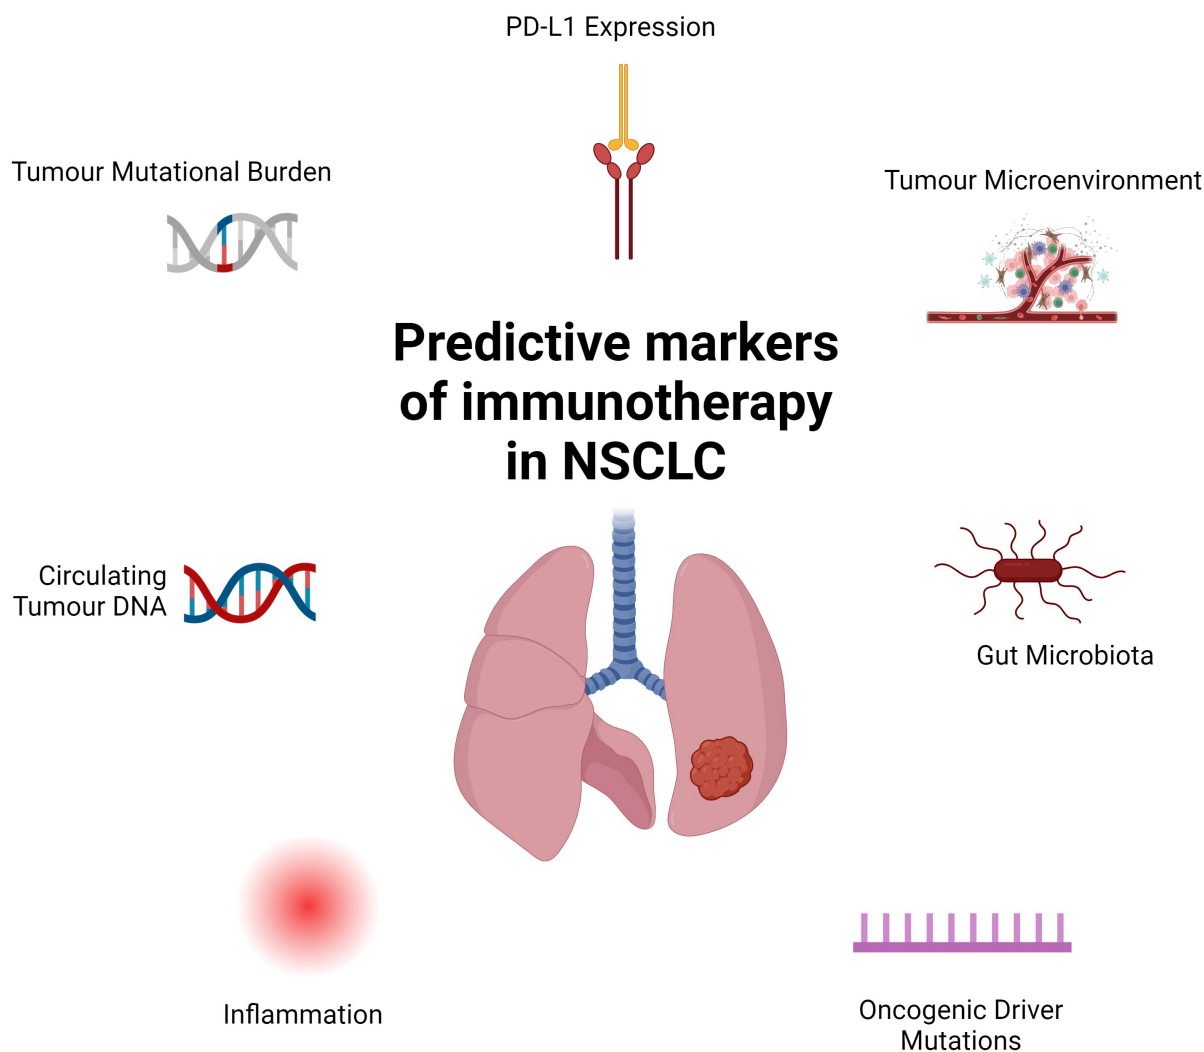 PD-L1 Expression
Tumour Mutational Burden
Tumour Microenvironment
Predictive markers
of immunotherapy
in NSCLC
Circulating
Tumour DNA
Gut Microbiota
Inflammation
Oncogenic Driver
Mutations